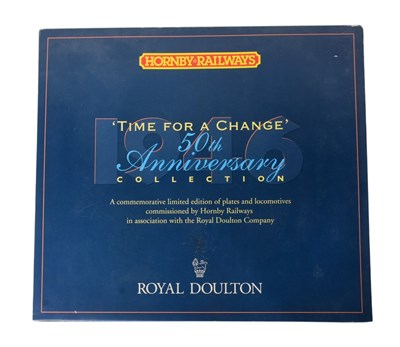 HORNBY RAILWAYS
'TIME FOR A CHANGE'
1946
50th
Anniversary
COLLECTION
A commemorative limited edition of plates and locomotives
commissioned by Hornby Railways
in association with the Royal Doulton Company
ROYAL DOULTON